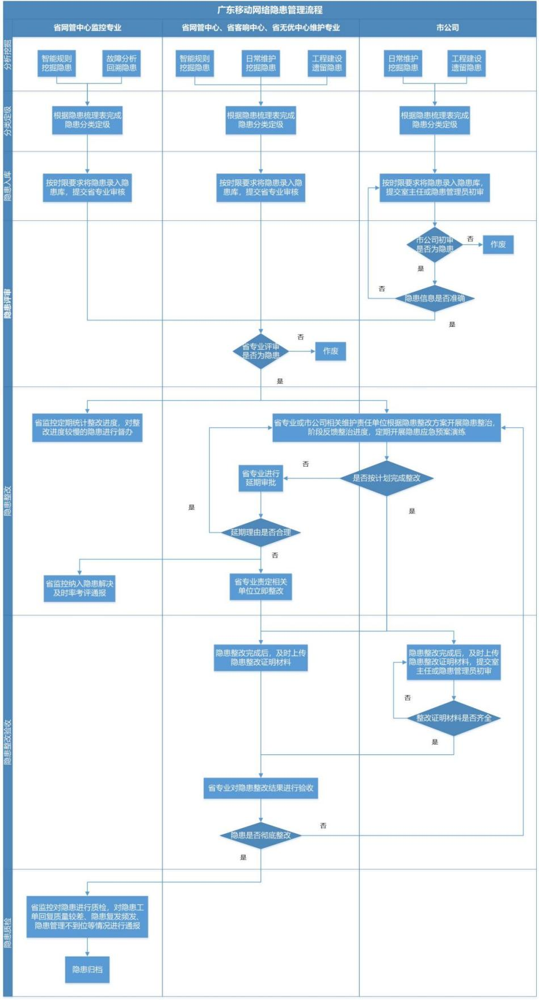 广东移动网络隐患管理流程
省网管中心监控专业
省网管中心、省客响中心、省无优中心维护专业
市公司
分析挖掘
智能规则
挖掘隐患
故障分析
回溯隐患
智能规则
挖掘隐患
日常维护
挖掘隐患
工程建设
遗留隐患
日常维护
挖掘隐患
工程建设
遗留隐患
分类定级
根据隐患梳理表完成
隐患分类定级
根据隐患梳理表完成
隐患分类定级
根据隐患梳理表完成
隐患分类定级
隐患入库
按时限要求将隐患录入隐
患库，提交省专业审核
按时限要求将隐患录入隐
患库，提交省专业审核
按时限要求将隐患录入隐患库，
提交室主任或隐患管理员初审
隐患评审
市公司初审
是否为隐患
否
作废
是
否
隐患信息是否准确
是
省专业评审
是否为隐患
否
作废
是
隐患整改
省监控定期统计整改进度，对整
改进度较慢的隐患进行督办
省专业或市公司相关维护责任单位根据隐患整改方案开展隐患整治，
阶段反馈整治进度，定期开展隐患应急预案演练
省专业进行
延期审批
否
是否按计划完成整改
是
是
延期理由是否合理
否
省监控纳入隐患解决
及时率考评通报
省专业责定相关
单位立即整改
隐患整改验收
隐患整改完成后，及时上传
隐患整改证明材料
隐患整改完成后，及时上传
隐患整改证明材料，提交室
主任或隐患管理员初审
否
整改证明材料是否齐全
是
省专业对隐患整改结果进行验收
隐患是否彻底整改
否
是
隐患质检
省监控对隐患进行质检，对隐患工
单回复质量较差、隐患复发频发、
隐患管理不到位等情况进行通报
隐患归档